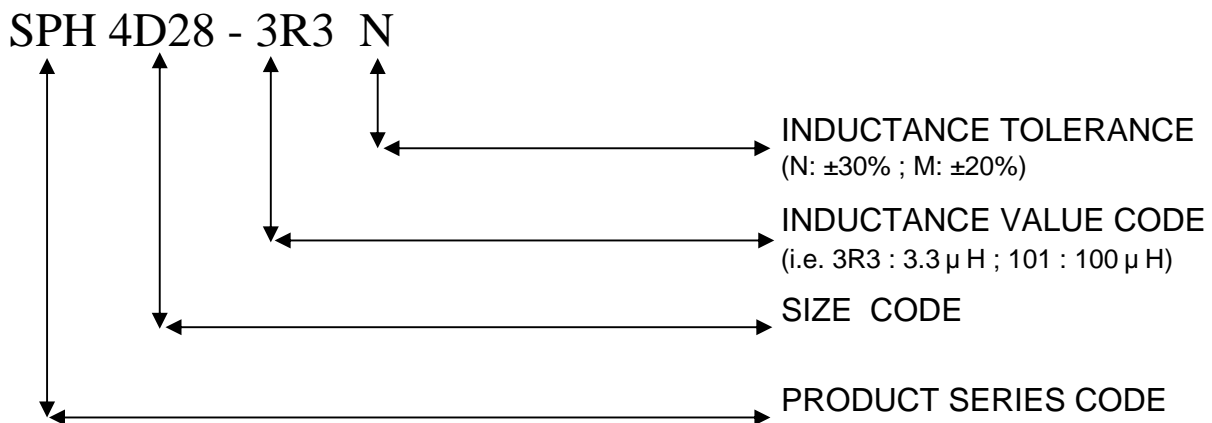 SPH 4D28 - 3R3 N
INDUCTANCE TOLERANCE
(N: ±30% ; M: ±20%)
INDUCTANCE VALUE CODE
(i.e. 3R3 : 3.3 μ H ; 101 : 100 μ H)
SIZE CODE
PRODUCT SERIES CODE